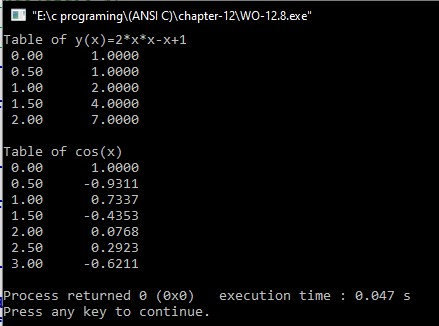 "E:\c programing\(ANSI C)\chapter-12\WO-12.8.exe"
Table of y(x)=2*x*x-x+1
0.00 1.0000
0.50 1.0000
1.00 2.0000
1.50 4.0000
2.00 7.0000
Table of cos(x)
0.00 1.0000
0.50 -0.9311
1.00 0.7337
1.50 -0.4353
2.00 0.0768
2.50 0.2923
3.00 -0.6211
Process returned 0 (0x0) execution time : 0.047 s
Press any key to continue.